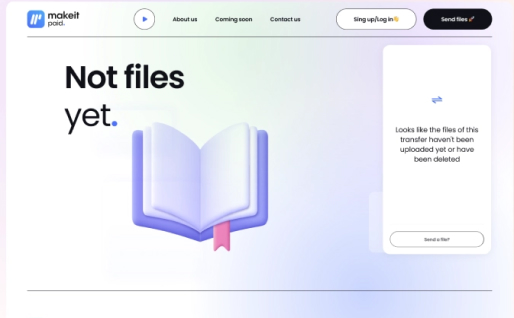 makeit
paid.
About us
Coming soon
Contact us
Sing up/Log in👋
Send files 🚀
Not files
yet.
Looks like the files of this
transfer haven't been
uploaded yet or have
been deleted
Send a file?